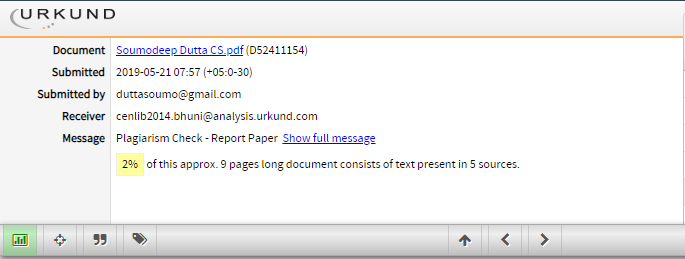 URKUND
Document Soumodeep Dutta CS.pdf (D52411154)
Submitted 2019-05-21 07:57 (+05:0-30)
Submitted by duttasoumo@gmail.com
Receiver cenlib2014.bhuni@analysis.urkund.com
Message Plagiarism Check - Report Paper Show full message
2% of this approx. 9 pages long document consists of text present in 5 sources.